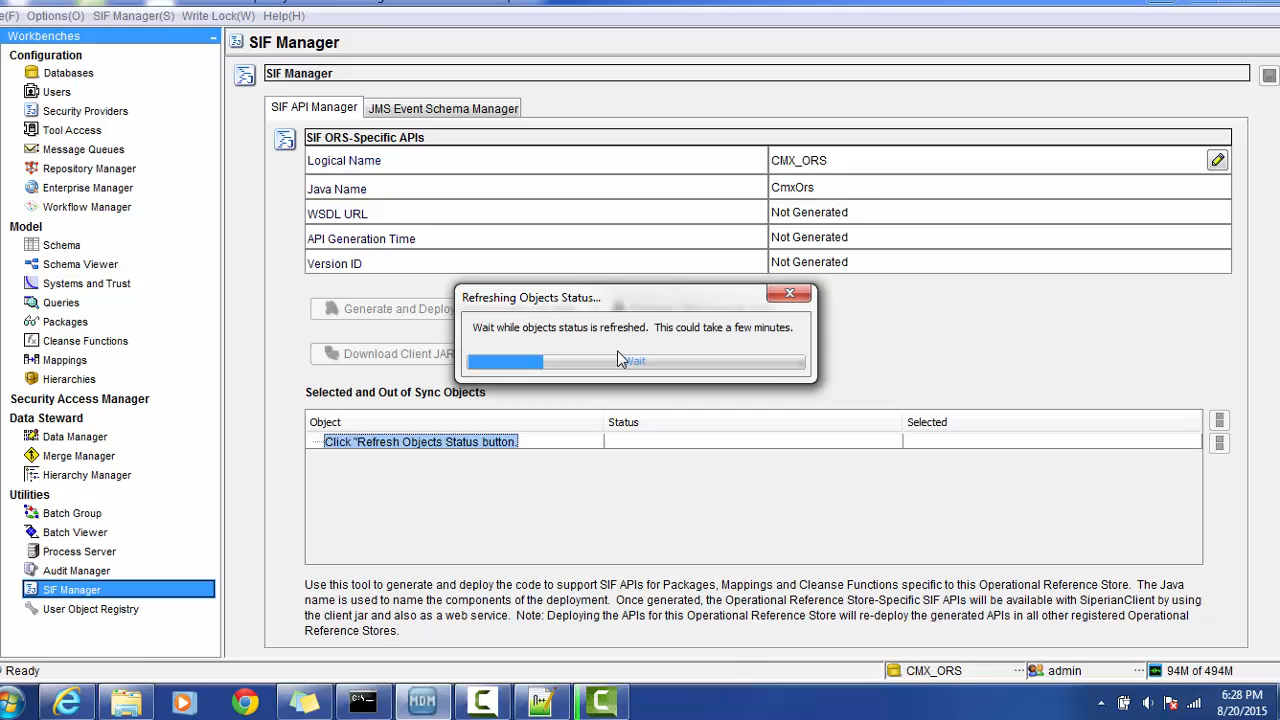 e(F) Options(O) SIF Manager(S) Write Lock(W) Help(H)
Workbenches
Configuration
Databases
Users
Security Providers
Tool Access
Message Queues
Repository Manager
Enterprise Manager
Workflow Manager
Model
Schema
Schema Viewer
Systems and Trust
Queries
Packages
Cleanse Functions
Mappings
Hierarchies
Security Access Manager
Data Steward
Data Manager
Merge Manager
Hierarchy Manager
Utilities
Batch Group
Batch Viewer
Process Server
Audit Manager
SIF Manager
User Object Registry
SIF Manager
SIF Manager
SIF API Manager JMS Event Schema Manager
SIF ORS-Specific APIs
Logical Name CMX_ORS
Java Name CmxOrs
WSDL URL Not Generated
API Generation Time Not Generated
Version ID Not Generated
Generate and Deploy
Download Client JAR
Refreshing Objects Status...
Wait while objects status is refreshed. This could take a few minutes.
Wait
Selected and Out of Sync Objects
Object Status Selected
Click "Refresh Objects Status button.
Use this tool to generate and deploy the code to support SIF APIs for Packages, Mappings and Cleanse Functions specific to this Operational Reference Store. The Java
name is used to name the components of the deployment. Once generated, the Operational Reference Store-Specific SIF APIs will be available with SiperianClient by using
the client jar and also as a web service. Note: Deploying the APIs for this Operational Reference Store will re-deploy the generated APIs in all other registered Operational
Reference Stores.
Ready CMX_ORS admin 94M of 494M
MDM
6:28 PM
8/20/2015